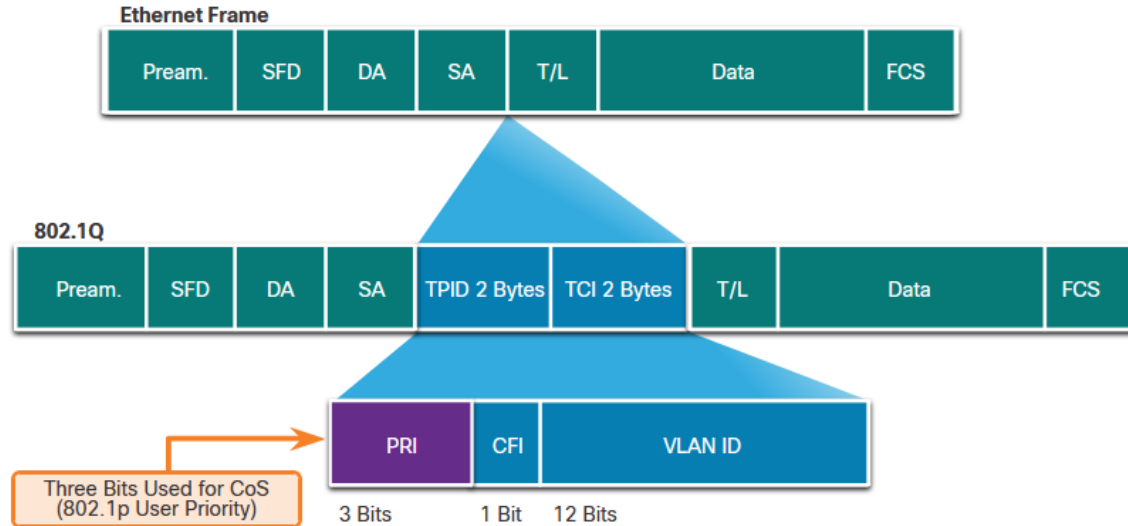 Ethernet Frame
Pream. SFD DA SA T/L Data FCS
802.1Q
Pream. SFD DA SA TPID 2 Bytes TCI 2 Bytes T/L Data FCS
PRI CFI VLAN ID
Three Bits Used for CoS
(802.1p User Priority)
3 Bits 1 Bit 12 Bits